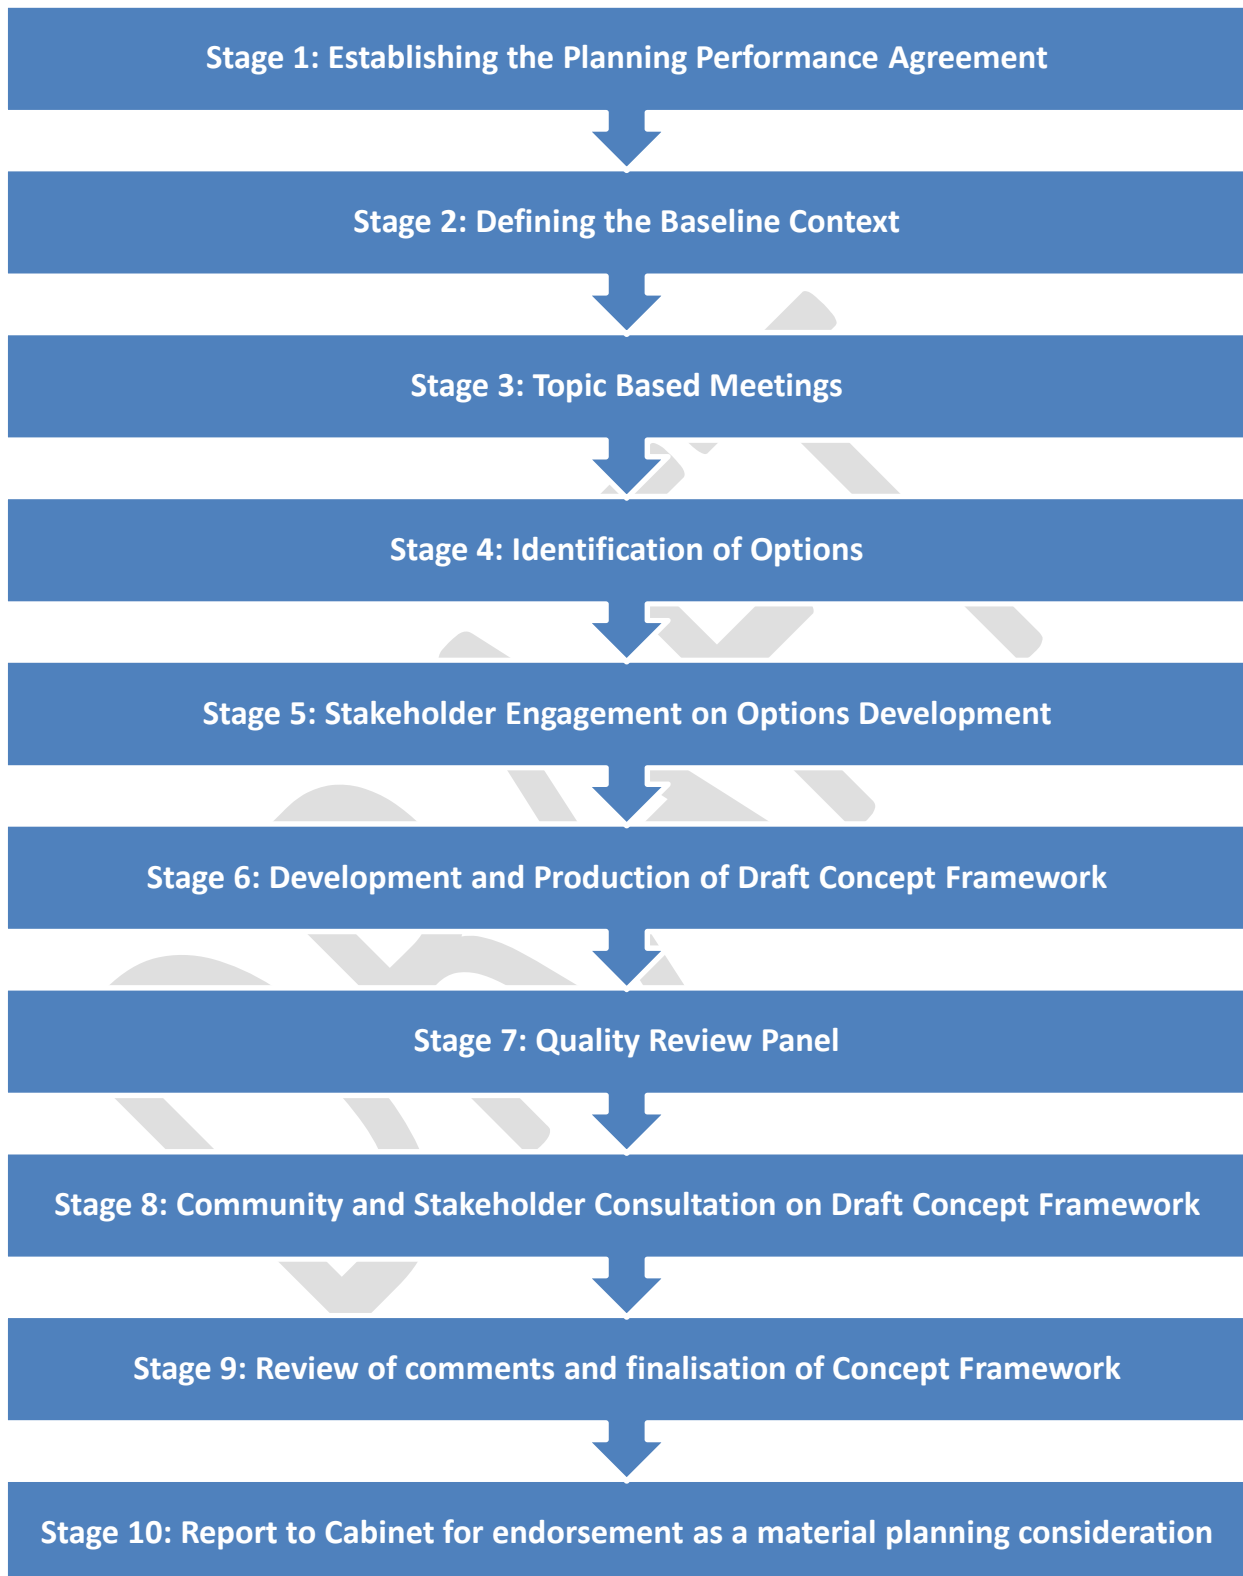 Stage 1: Establishing the Planning Performance Agreement
Stage 2: Defining the Baseline Context
Stage 3: Topic Based Meetings
Stage 4: Identification of Options
Stage 5: Stakeholder Engagement on Options Development
Stage 6: Development and Production of Draft Concept Framework
Stage 7: Quality Review Panel
Stage 8: Community and Stakeholder Consultation on Draft Concept Framework
Stage 9: Review of comments and finalisation of Concept Framework
Stage 10: Report to Cabinet for endorsement as a material planning consideration